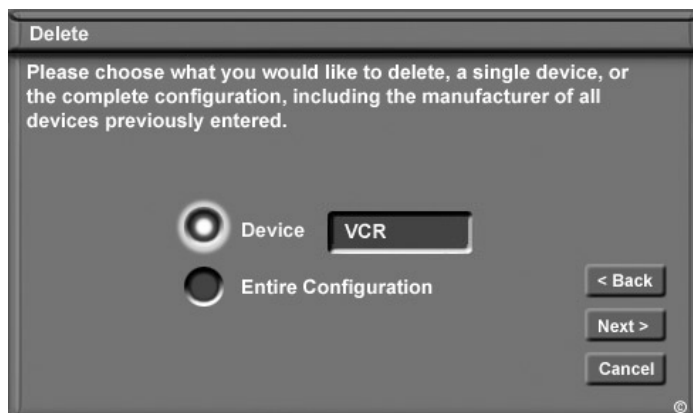 Delete
Please choose what you would like to delete, a single device, or
the complete configuration, including the manufacturer of all
devices previously entered.
Device VCR
Entire Configuration
< Back
Next >
Cancel
©